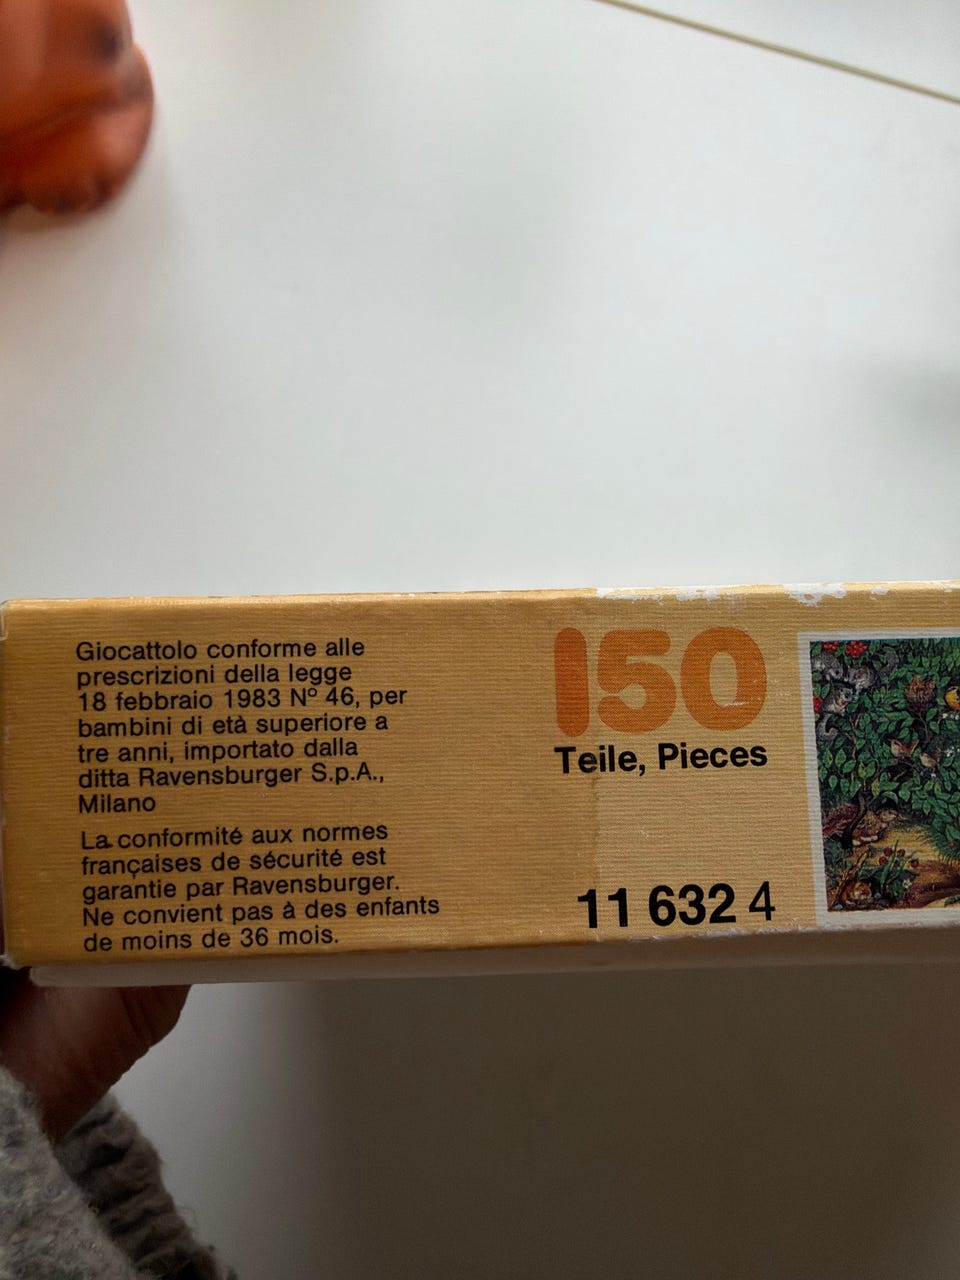 Giocattolo conforme alle
prescrizioni della legge
18 febbraio 1983 Nº 46, per
bambini di età superiore a
tre anni, importato dalla
ditta Ravensburger S.p.A.,
Milano
La conformité aux normes
françaises de sécurité est
garantie par Ravensburger.
Ne convient pas à des enfants
de moins de 36 mois.
150
Teile, Pieces
11 632 4